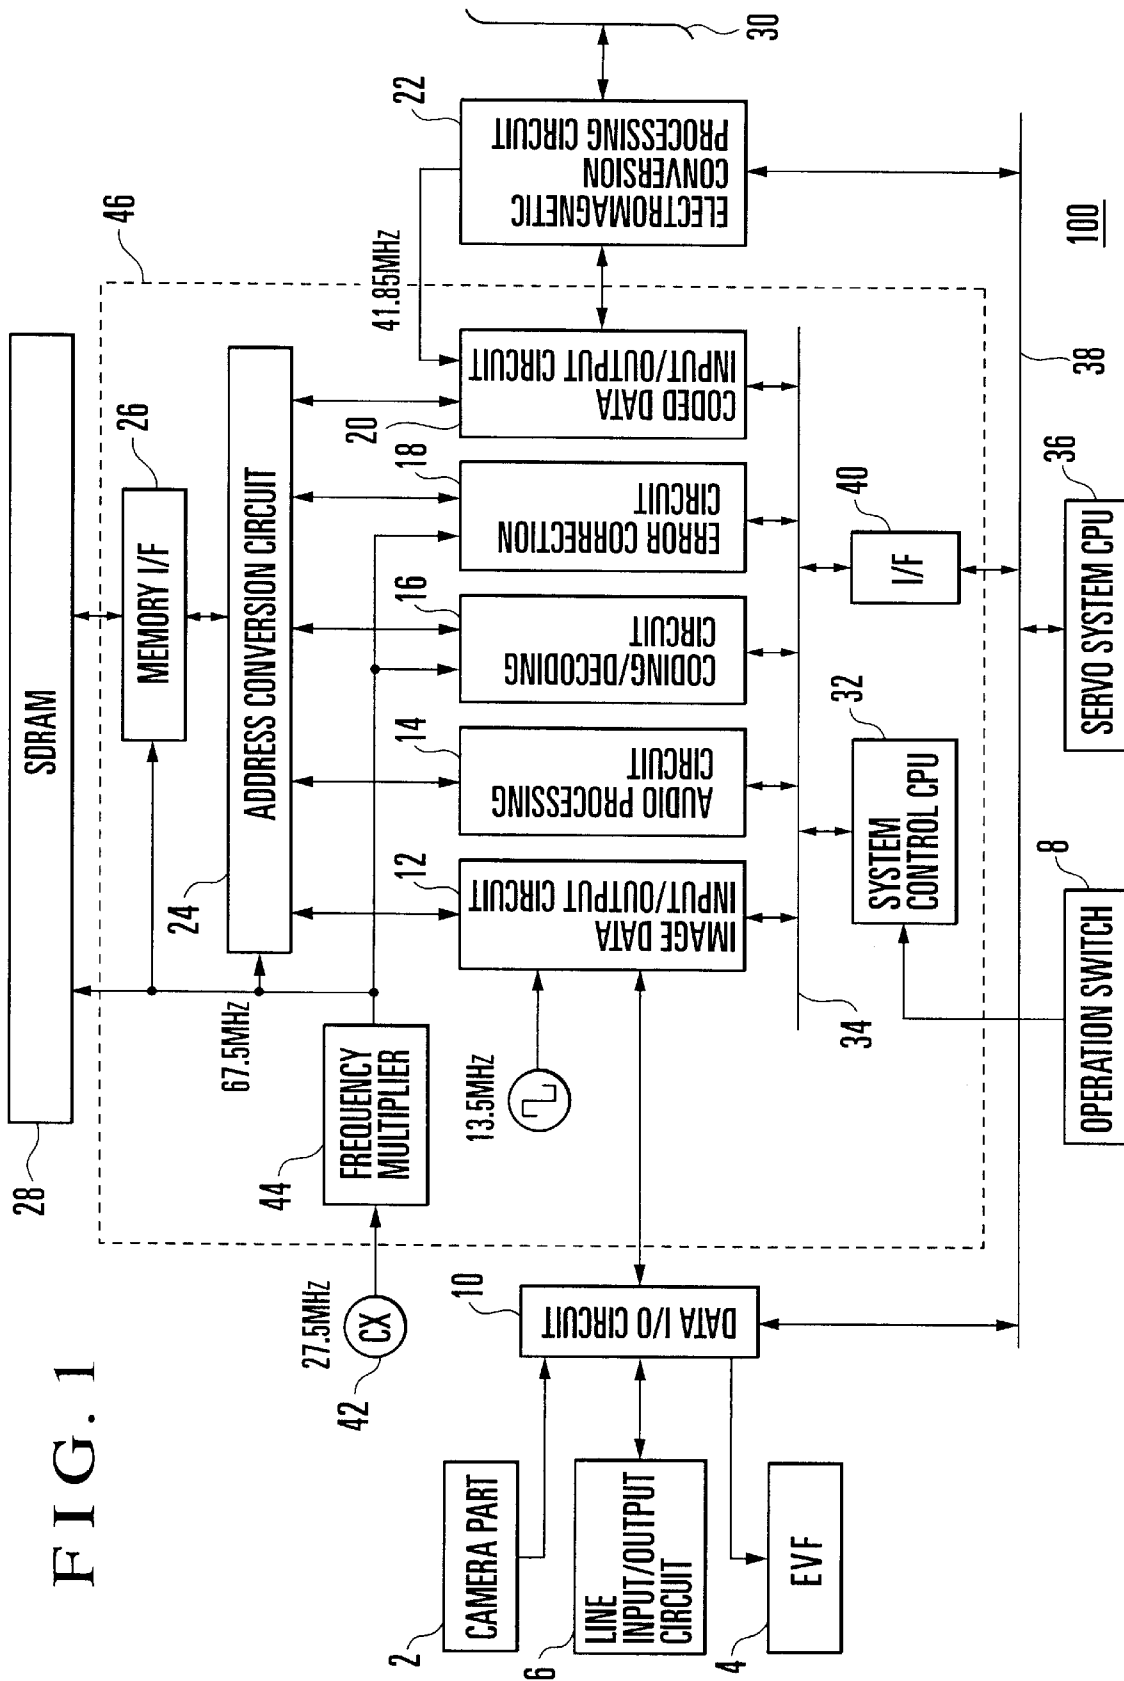 FIG. 1
28
SDRAM
46
MEMORY I/F
26
24
ADDRESS CONVERSION CIRCUIT
67.5MHz
41.85MHz
44
FREQUENCY
MULTIPLIER
27.5MHz
CX
42
13.5MHz
12
IMAGE DATA
INPUT/OUTPUT CIRCUIT
14
AUDIO PROCESSING
CIRCUIT
16
CODING/DECODING
CIRCUIT
18
ERROR CORRECTION
CIRCUIT
20
CODED DATA
INPUT/OUTPUT CIRCUIT
22
ELECTROMAGNETIC
CONVERSION
PROCESSING CIRCUIT
30
2
CAMERA PART
6
LINE
INPUT/OUTPUT
CIRCUIT
4
EVF
10
DATA I/O CIRCUIT
34
32
SYSTEM
CONTROL CPU
40
I/F
38
8
OPERATION SWITCH
36
SERVO SYSTEM CPU
100